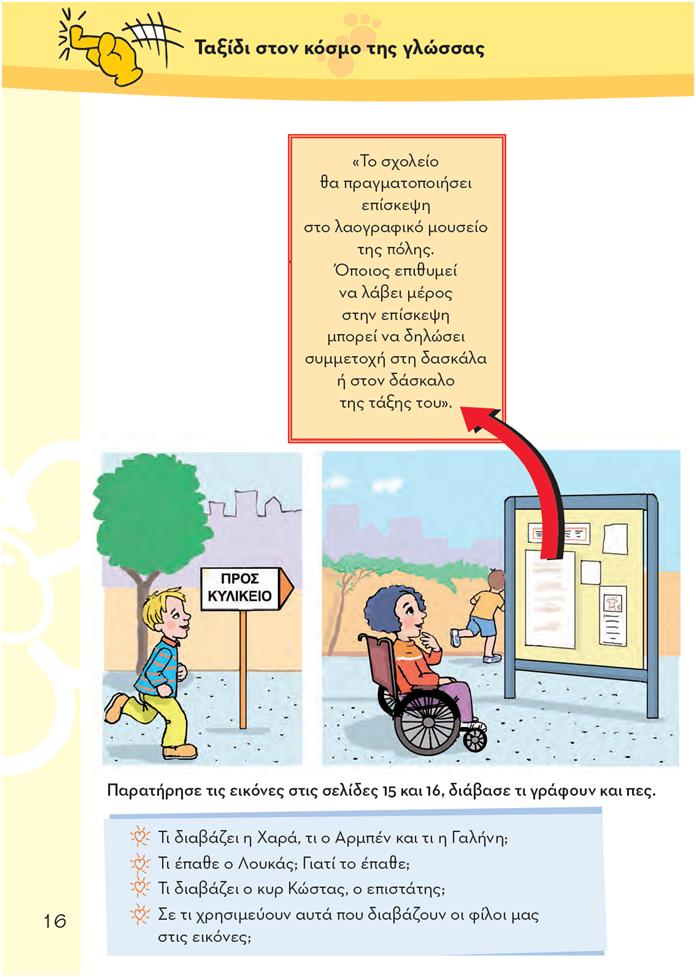 Ταξίδι στον κόσμο της γλώσσας
«Το σχολείο
θα πραγματοποιήσει
επίσκεψη
στο λαογραφικό μουσείο
της πόλης.
Όποιος επιθυμεί
να λάβει μέρος
στην επίσκεψη
μπορεί να δηλώσει
συμμετοχή στη δασκάλα
ή στον δάσκαλο
της τάξης του».
ΠΡΟΣ
ΚΥΛΙΚΕΙΟ
Παρατήρησε τις εικόνες στις σελίδες 15 και 16, διάβασε τι γράφουν και πες.
Τι διαβάζει η Χαρά, τι ο Αρμπέν και τι η Γαλήνη;
Τι έπαθε ο Λουκάς; Γιατί το έπαθε;
Τι διαβάζει ο κυρ Κώστας, ο επιστάτης;
Σε τι χρησιμεύουν αυτά που διαβάζουν οι φίλοι μας
στις εικόνες;
16